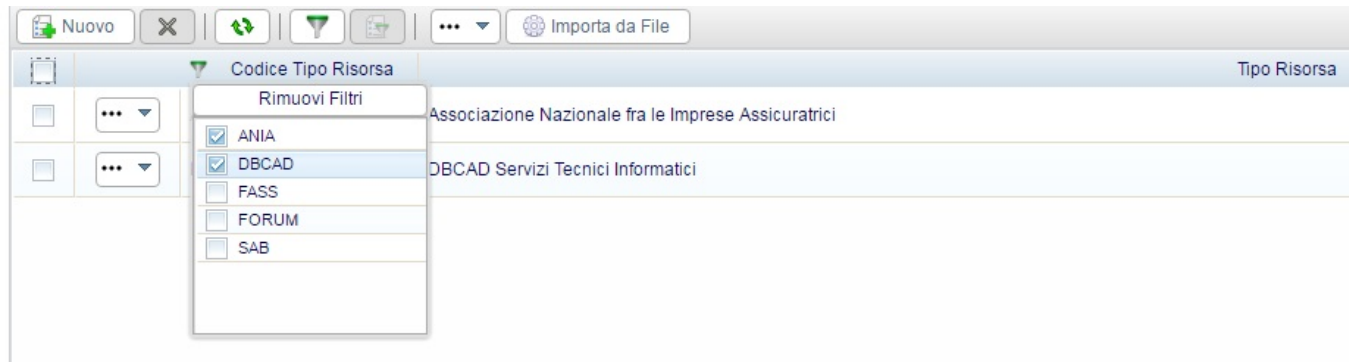 Nuovo Importa da File
Codice Tipo Risorsa Tipo Risorsa
Rimuovi Filtri
Associazione Nazionale fra le Imprese Assicuratrici
ANIA
DBCAD
DBCAD Servizi Tecnici Informatici
FASS
FORUM
SAB